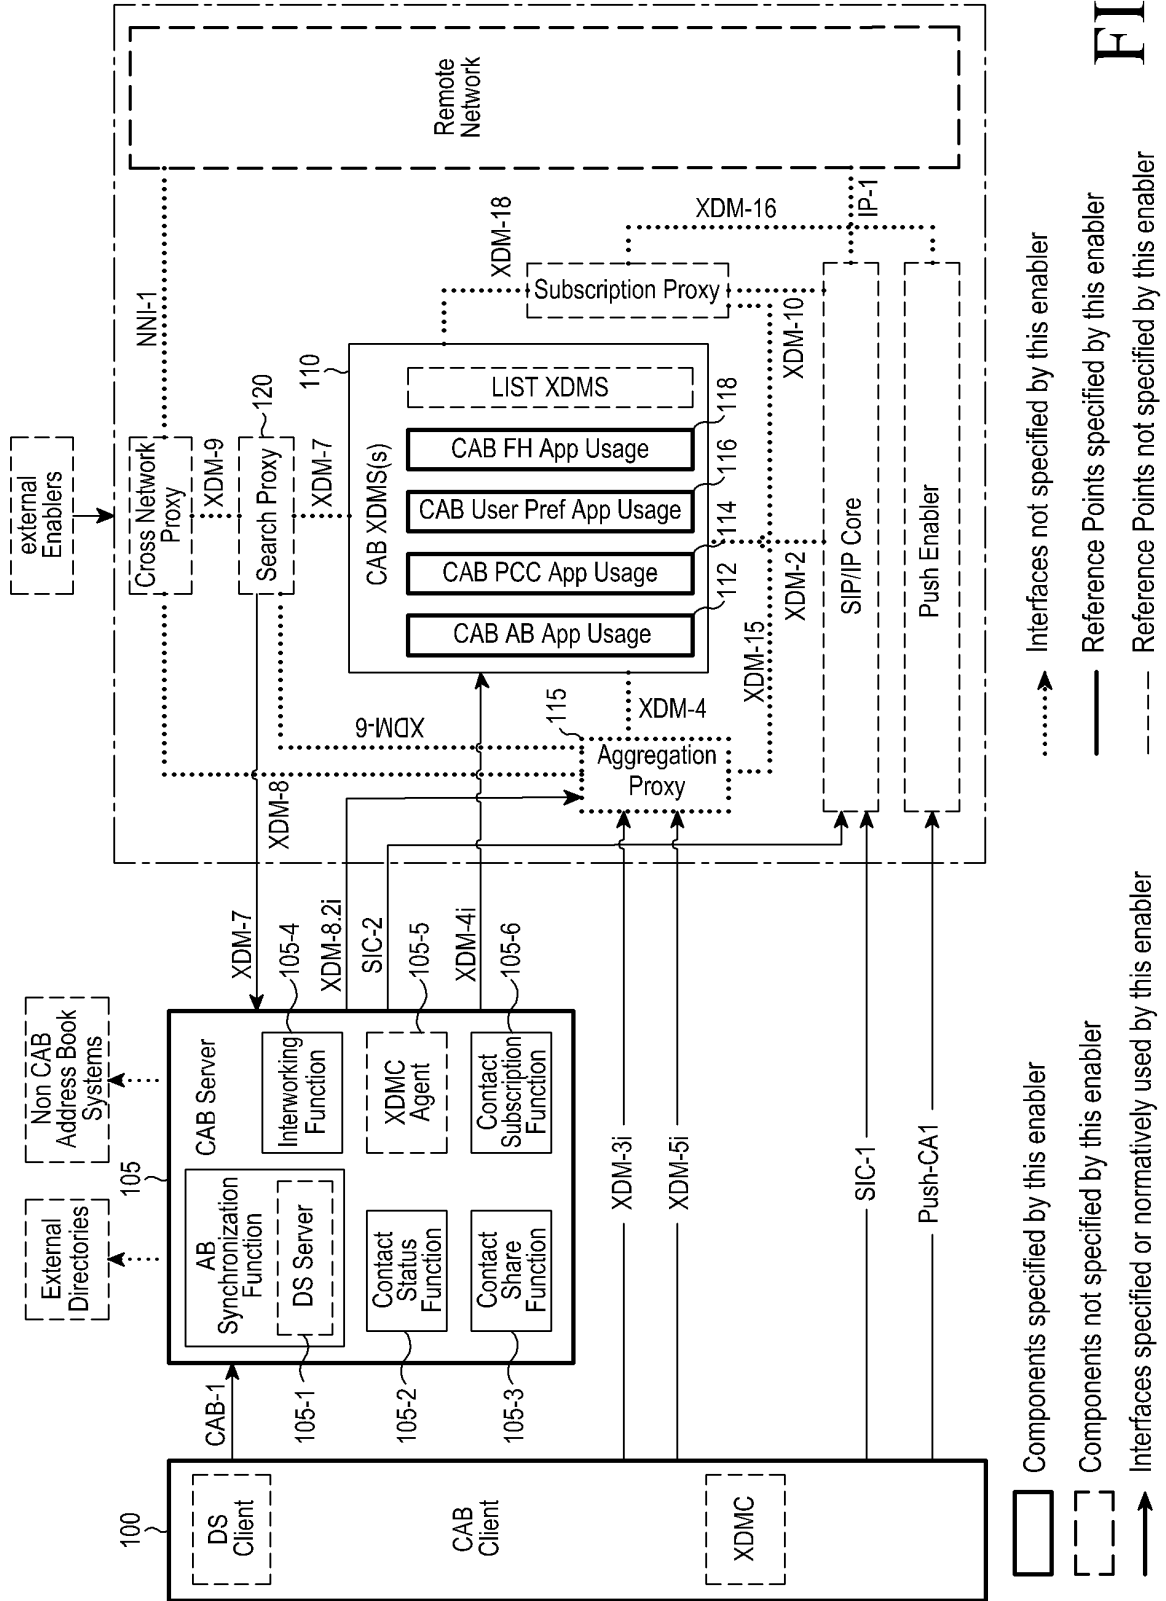 100
DS
Client
CAB
Client
XDMC
CAB-1
105
External
Directories
Non CAB
Address Book
Systems
CAB Server
AB
Synchronization
Function
DS Server
Interworking
Function
Contact
Status
Function
XDMC
Agent
Contact
Share
Function
Contact
Subscription
Function
105-1
105-2
105-3
105-4
105-5
105-6
XDM-7
XDM-8.2i
SIC-2
XDM-4i
XDM-3i
XDM-5i
SIC-1
Push-CA1
external
Enablers
Cross Network
Proxy
NNI-1
XDM-9
120
Search Proxy
XDM-7
XDM-8
XDM-6
110
CAB XDMS(s)
CAB AB App Usage
CAB PCC App Usage
CAB User Pref App Usage
CAB FH App Usage
LIST XDMS
112
114
116
118
115
Aggregation
Proxy
XDM-4
XDM-15
XDM-2
XDM-10
XDM-18
Subscription Proxy
XDM-16
IP-1
SIP/IP Core
Push Enabler
Remote
Network
Components specified by this enabler
Components not specified by this enabler
Interfaces specified or normatively used by this enabler
Interfaces not specified by this enabler
Reference Points specified by this enabler
Reference Points not specified by this enabler